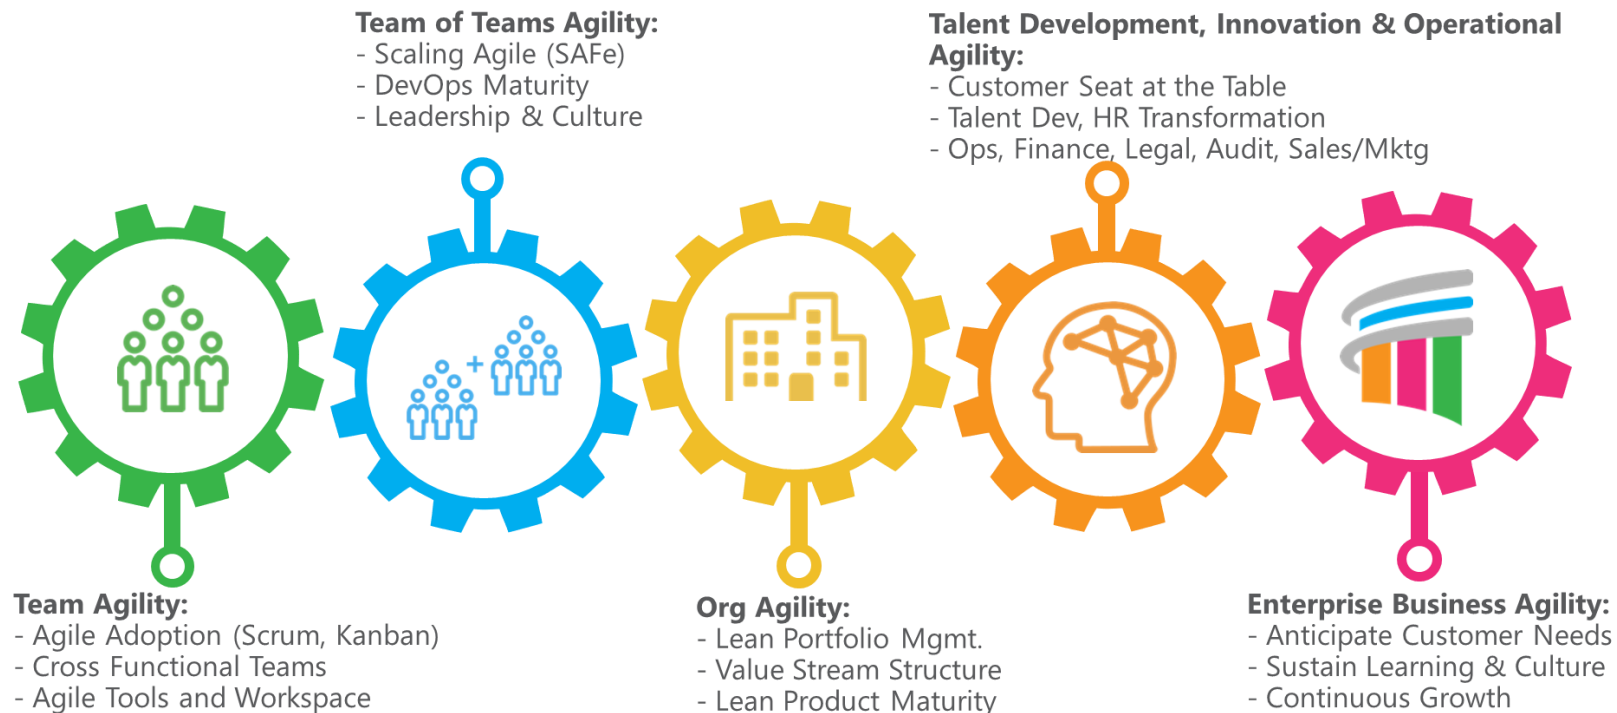 Team of Teams Agility:
- Scaling Agile (SAFe)
- DevOps Maturity
- Leadership & Culture
Talent Development, Innovation & Operational
Agility:
- Customer Seat at the Table
- Talent Dev, HR Transformation
- Ops, Finance, Legal, Audit, Sales/Mktg
Team Agility:
- Agile Adoption (Scrum, Kanban)
- Cross Functional Teams
- Agile Tools and Workspace
Org Agility:
- Lean Portfolio Mgmt.
- Value Stream Structure
- Lean Product Maturity
Enterprise Business Agility:
- Anticipate Customer Needs
- Sustain Learning & Culture
- Continuous Growth